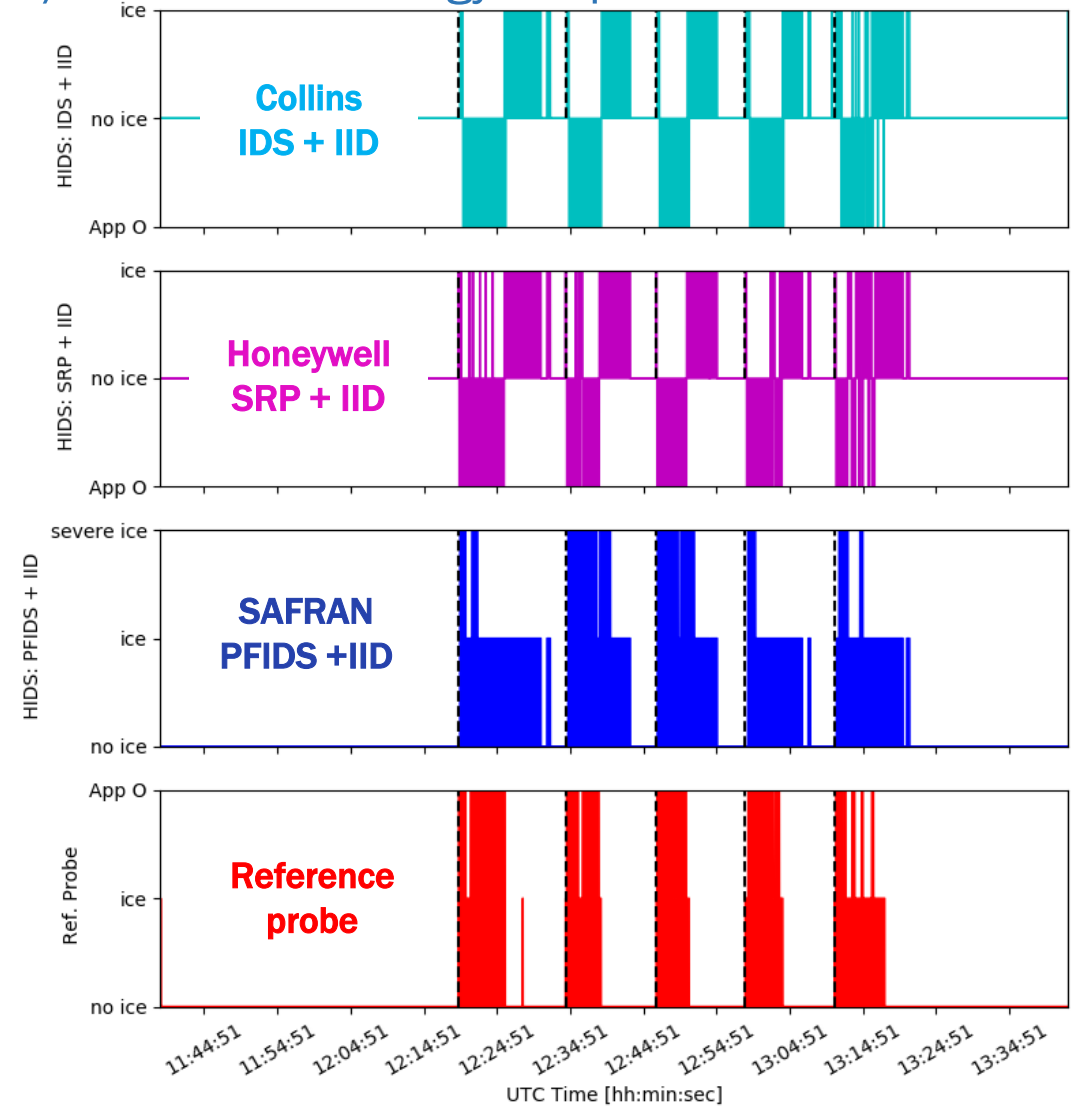 ice
HIDS: IDS + IID
Collins
IDS + IID
no ice
App O
ice
HIDS: SRP + IID
Honeywell
SRP + IID
no ice
App O
severe ice
HIDS: PFIDS + IID
SAFRAN
PFIDS +IID
ice
no ice
App O
Ref. Probe
Reference
probe
ice
no ice
11:44:51
11:54:51
12:04:51
12:14:51
12:24:51
12:34:51
12:44:51
12:54:51
13:04:51
13:14:51
13:24:51
13:34:51
UTC Time [hh:min:sec]